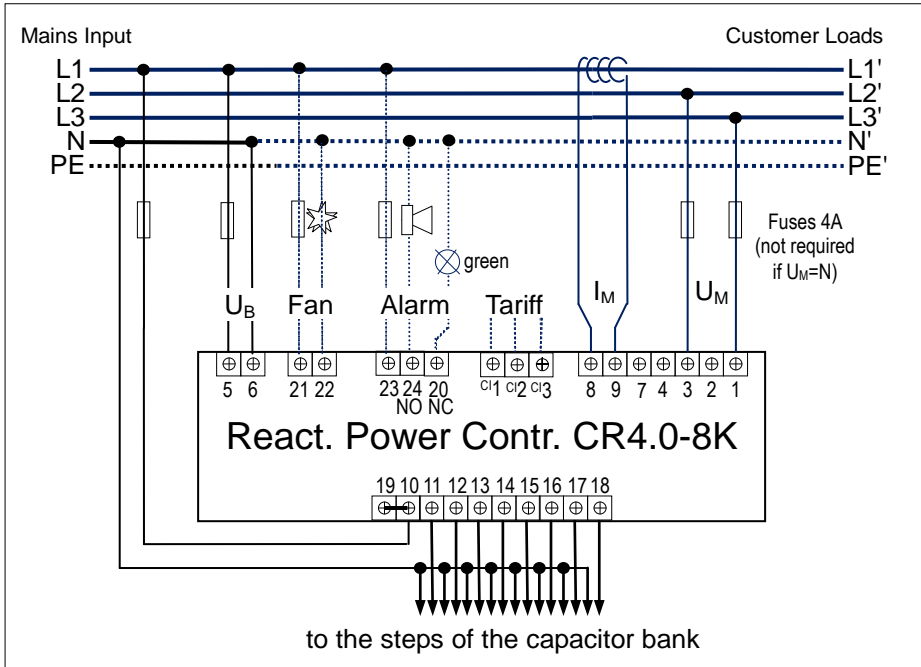 Mains Input Customer Loads
L1 L1'
L2 L2'
L3 L3'
N N'
PE PE'
Fuses 4A
(not required
if UM=N)
green
UB Fan Alarm Tariff IM UM
5 6 21 22 23 24 20 CI1 CI2 CI3 8 9 7 4 3 2 1
NO NC
React. Power Contr. CR4.0-8K
19 10 11 12 13 14 15 16 17 18
to the steps of the capacitor bank